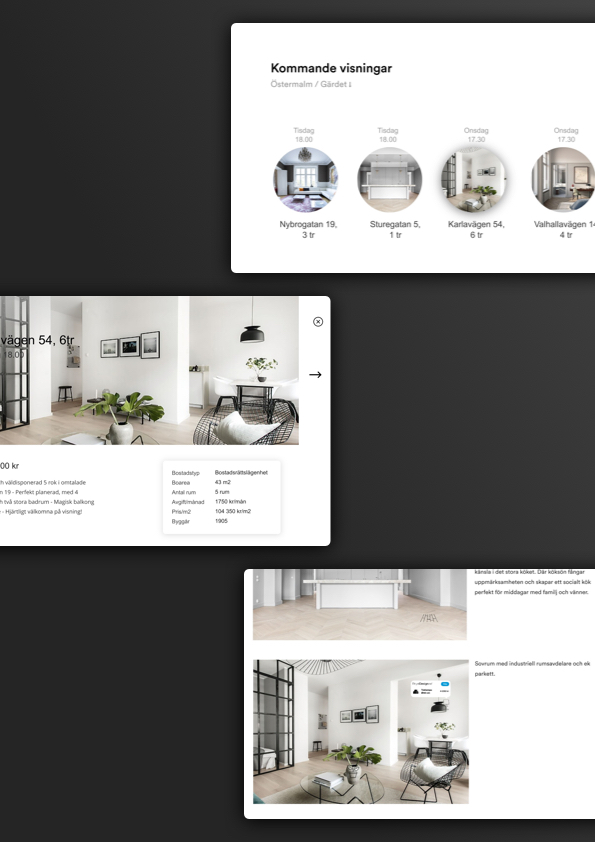 Kommande visningar
Östermalm / Gärdet
Tisdag
18.00
Tisdag
18.00
Onsdag
17.30
Onsdag
17.30
Nybrogatan 19,
3 tr
Sturegatan 5,
1 tr
Karlavägen 54,
6 tr
Valhallavägen 14
4 tr
vägen 54, 6tr
18.00
00 kr
h väldisponerad 5 rok i omtalade
n 19 - Perfekt planerad, med 4
h två stora badrum - Magisk balkong
- Hjärtligt välkomna på visning!
Bostadstyp Bostadsrättslägenhet
Boarea 43 m2
Antal rum 5 rum
Avgift/månad 1750 kr/mån
Pris/m2 104 350 kr/m2
Byggår 1905
känsla i det stora köket. Där köksön fångar
uppmärksamheten och skapar ett socialt kök
perfekt för middagar med familj och vänner.
Sovrum med industriell rumsavdelare och ek
parkett.